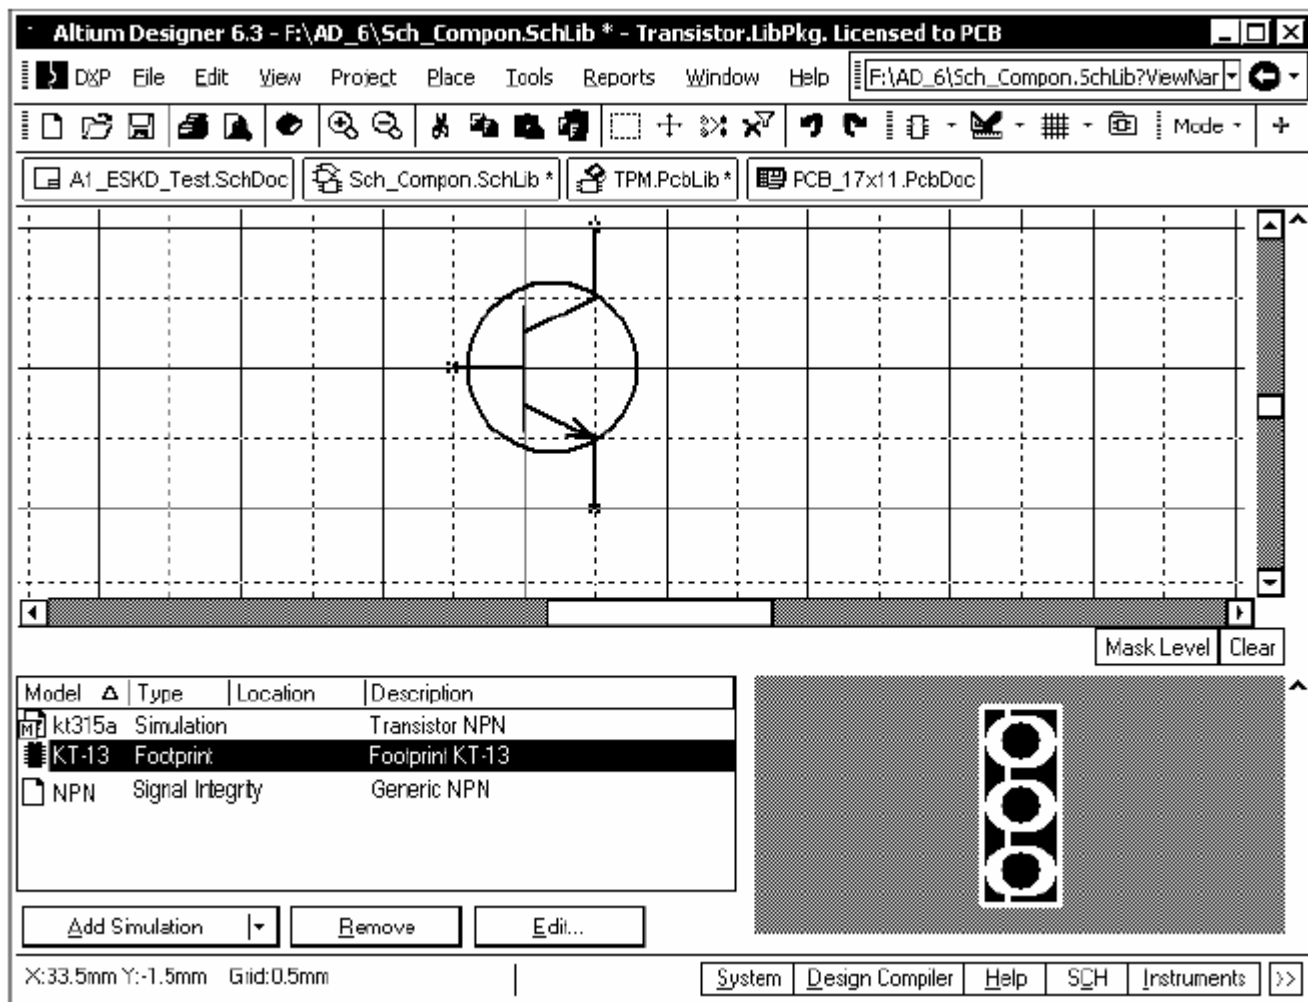 Altium Designer 6.3 - F:\AD_6\Sch_Compon.SchLib * - Transistor.LibPkg. Licensed to PCB
DXP File Edit View Project Place Tools Reports Window Help F:\AD_6\Sch_Compon.SchLib?ViewNar
Mode
A1_ESKD_Test.SchDoc Sch_Compon.SchLib * TPM.PcbLib * PCB_17x11.PcbDoc
Mask Level Clear
Model Type Location Description
kt315a Simulation Transistor NPN
KT-13 Footprint Footprint KT-13
NPN Signal Integrity Generic NPN
Add Simulation Remove Edit...
X:33.5mm Y:-1.5mm Grid:0.5mm System Design Compiler Help SCH Instruments >>